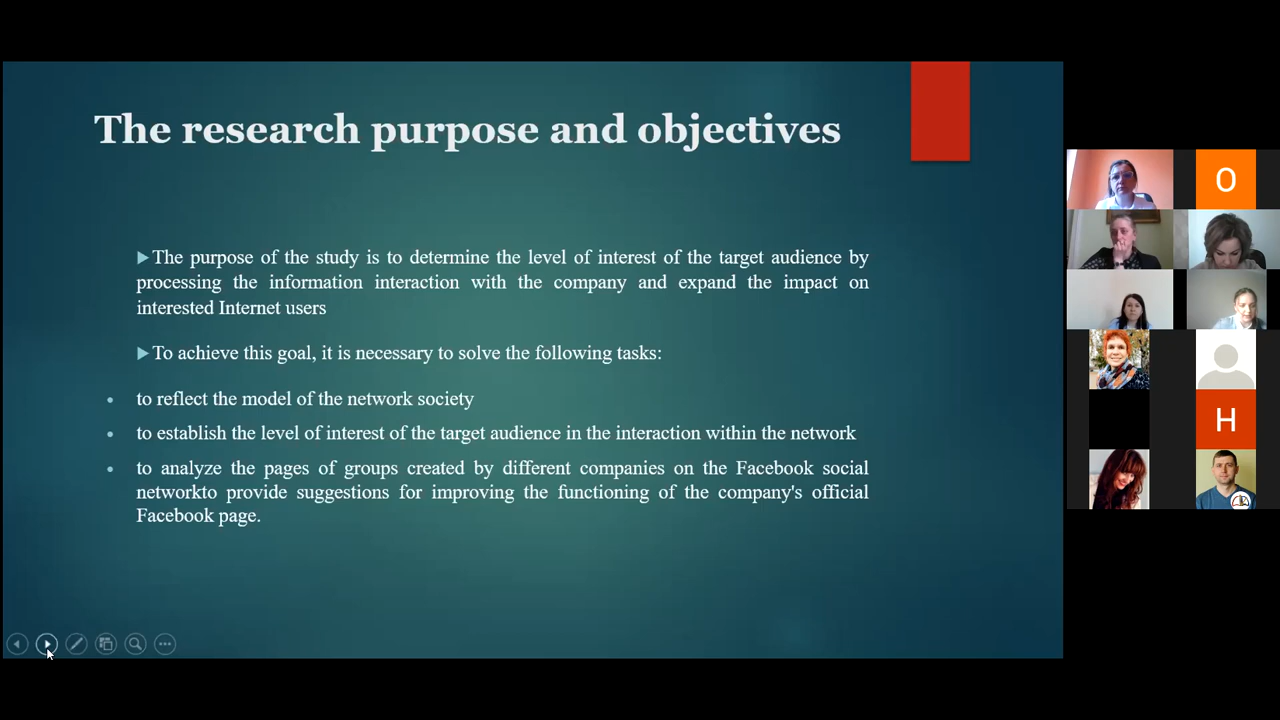 The research purpose and objectives
The purpose of the study is to determine the level of interest of the target audience by
processing the information interaction with the company and expand the impact on
interested Internet users
To achieve this goal, it is necessary to solve the following tasks:
to reflect the model of the network society
to establish the level of interest of the target audience in the interaction within the network
to analyze the pages of groups created by different companies on the Facebook social
networkto provide suggestions for improving the functioning of the company's official
Facebook page.
O
H